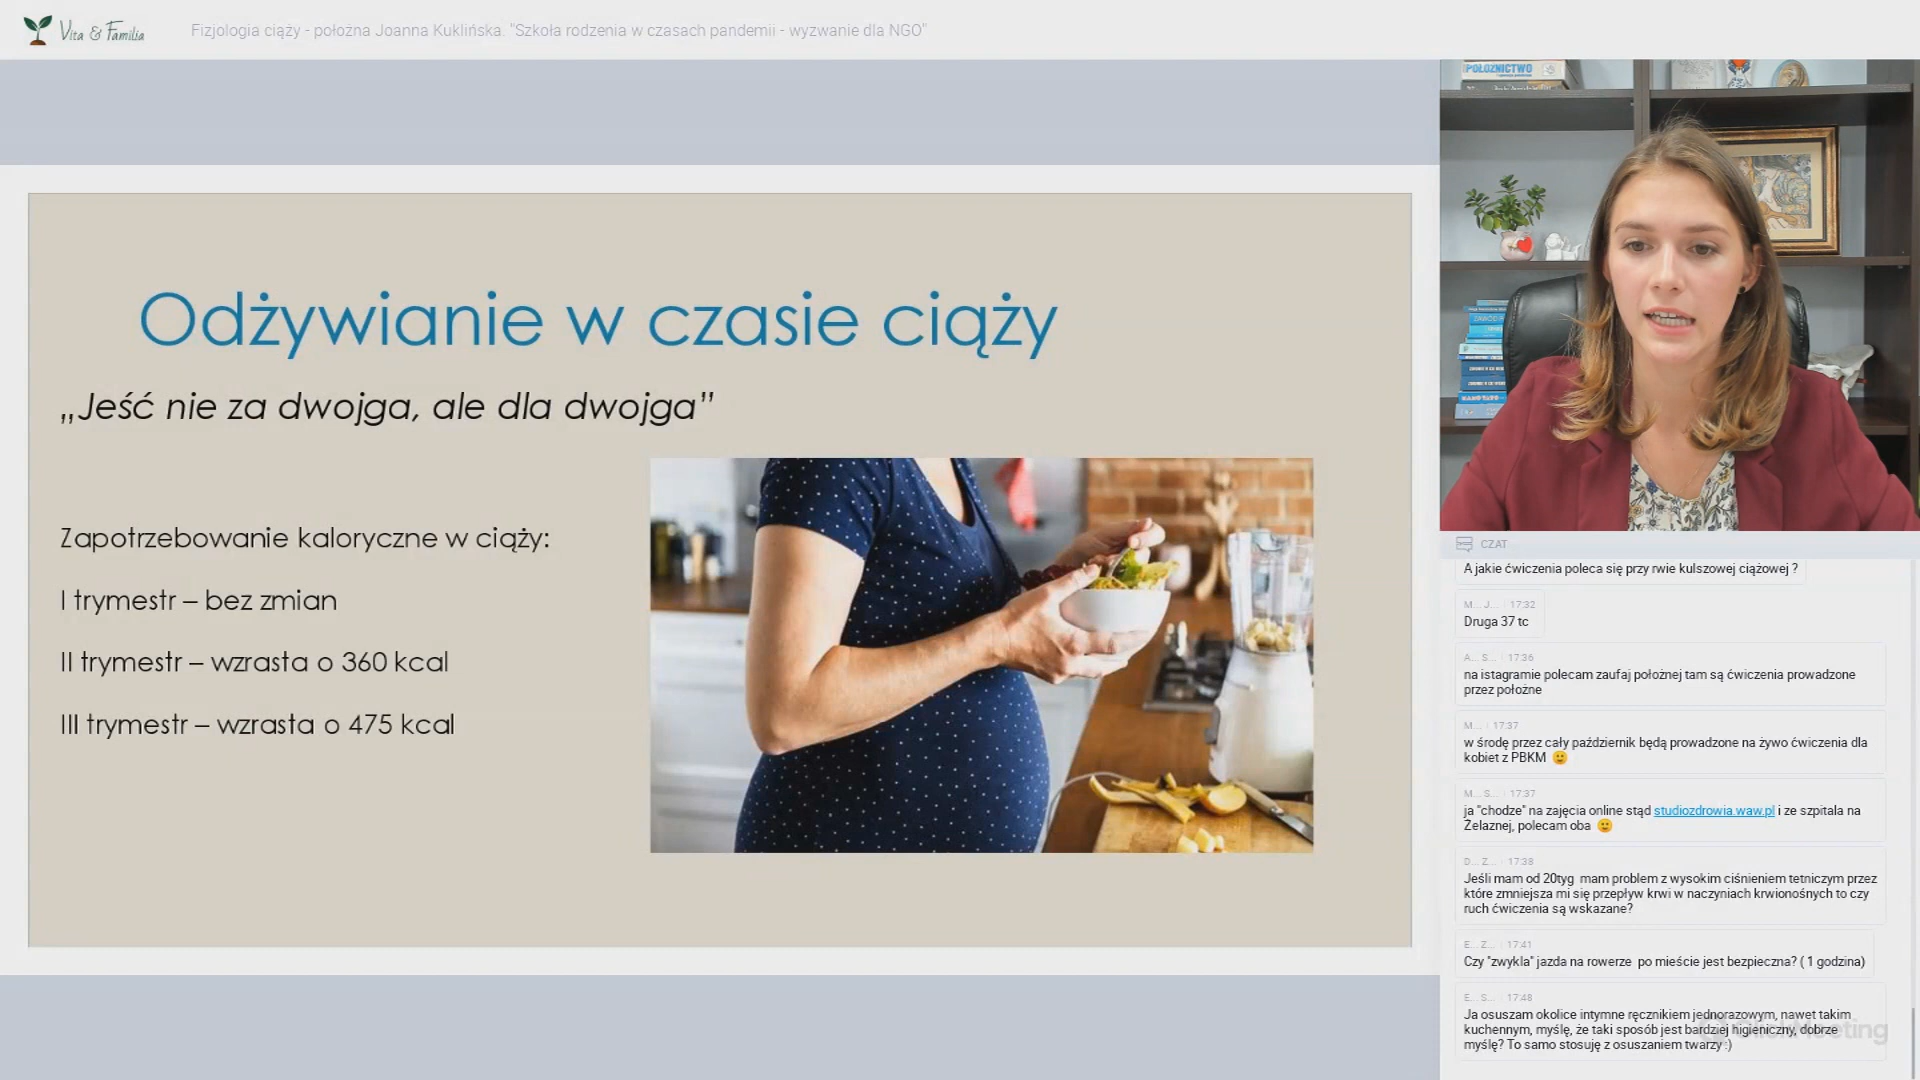 Vita & Familia
Fizjologia ciąży - położna Joanna Kuklińska. "Szkoła rodzenia w czasach pandemii - wyzwanie dla NGO"
POŁOŻNICTWO
Odżywianie w czasie ciąży
„Jeść nie za dwojga, ale dla dwojga”
Zapotrzebowanie kaloryczne w ciąży:
I trymestr – bez zmian
II trymestr – wzrasta o 360 kcal
III trymestr – wzrasta o 475 kcal
CZAT
A jakie ćwiczenia poleca się przy rwie kulszowej ciążowej ?
M... J... 17:32
Druga 37 tc
A... S... 17:36
na istagramie polecam zaufaj położnej tam są ćwiczenia prowadzone
przez położne
M... 17:37
w środę przez cały październik będą prowadzone na żywo ćwiczenia dla
kobiet z PBKM 🙂
M... S... 17:37
ja "chodze" na zajęcia online stąd studiozdrowia.waw.pl i ze szpitala na
Żelaznej, polecam oba 🙂
D... Z... 17:38
Jeśli mam od 20tyg mam problem z wysokim ciśnieniem tetniczym przez
które zmniejsza mi się przepływ krwi w naczyniach krwionośnych to czy
ruch ćwiczenia są wskazane?
E... Z... 17:41
Czy "zwykla" jazda na rowerze po mieście jest bezpieczna? ( 1 godzina)
E... S... 17:48
Ja osuszam okolice intymne ręcznikiem jednorazowym, nawet takim
kuchennym, myślę, że taki sposób jest bardziej higieniczny, dobrze
myślę? To samo stosuję z osuszaniem twarzy :)
ClickMeeting